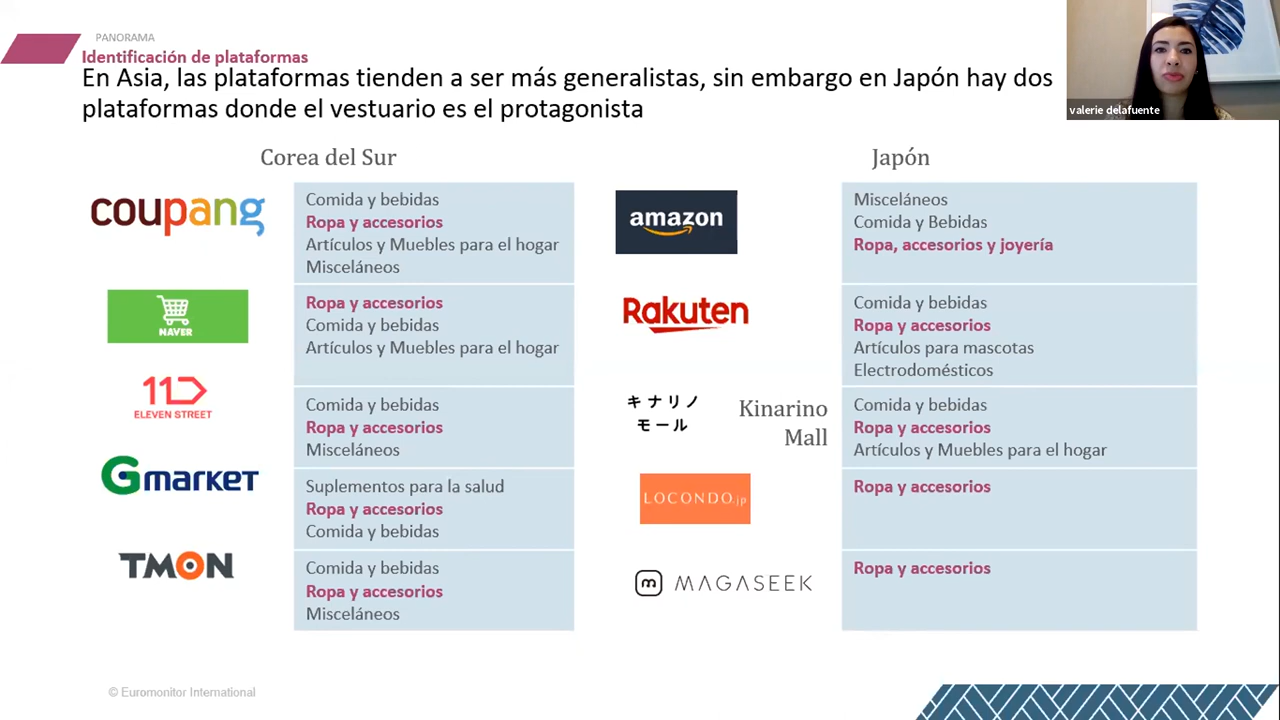 PANORAMA
Identificación de plataformas
En Asia, las plataformas tienden a ser más generalistas, sin embargo en Japón hay dos
plataformas donde el vestuario es el protagonista
valerie delafuente
Corea del Sur
coupang
Comida y bebidas
Ropa y accesorios
Artículos y Muebles para el hogar
Misceláneos
NAVER
Ropa y accesorios
Comida y bebidas
Artículos y Muebles para el hogar
11
ELEVEN STREET
Comida y bebidas
Ropa y accesorios
Misceláneos
Gmarket
Suplementos para la salud
Ropa y accesorios
Comida y bebidas
TMON
Comida y bebidas
Ropa y accesorios
Misceláneos
Japón
amazon
Misceláneos
Comida y Bebidas
Ropa, accesorios y joyería
Rakuten
Comida y bebidas
Ropa y accesorios
Artículos para mascotas
Electrodomésticos
キナリノ
モール
Kinarino
Mall
Comida y bebidas
Ropa y accesorios
Artículos y Muebles para el hogar
LOCONDO.jp
Ropa y accesorios
m MAGASEEK
Ropa y accesorios
© Euromonitor International